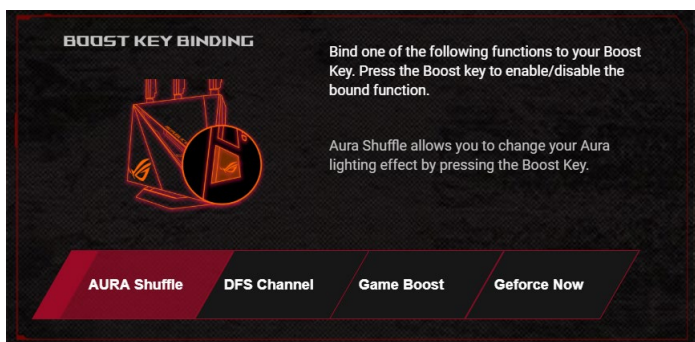 BOOST KEY BINDING
Bind one of the following functions to your Boost
Key. Press the Boost key to enable/disable the
bound function.
Aura Shuffle allows you to change your Aura
lighting effect by pressing the Boost Key.
AURA Shuffle
DFS Channel
Game Boost
Geforce Now